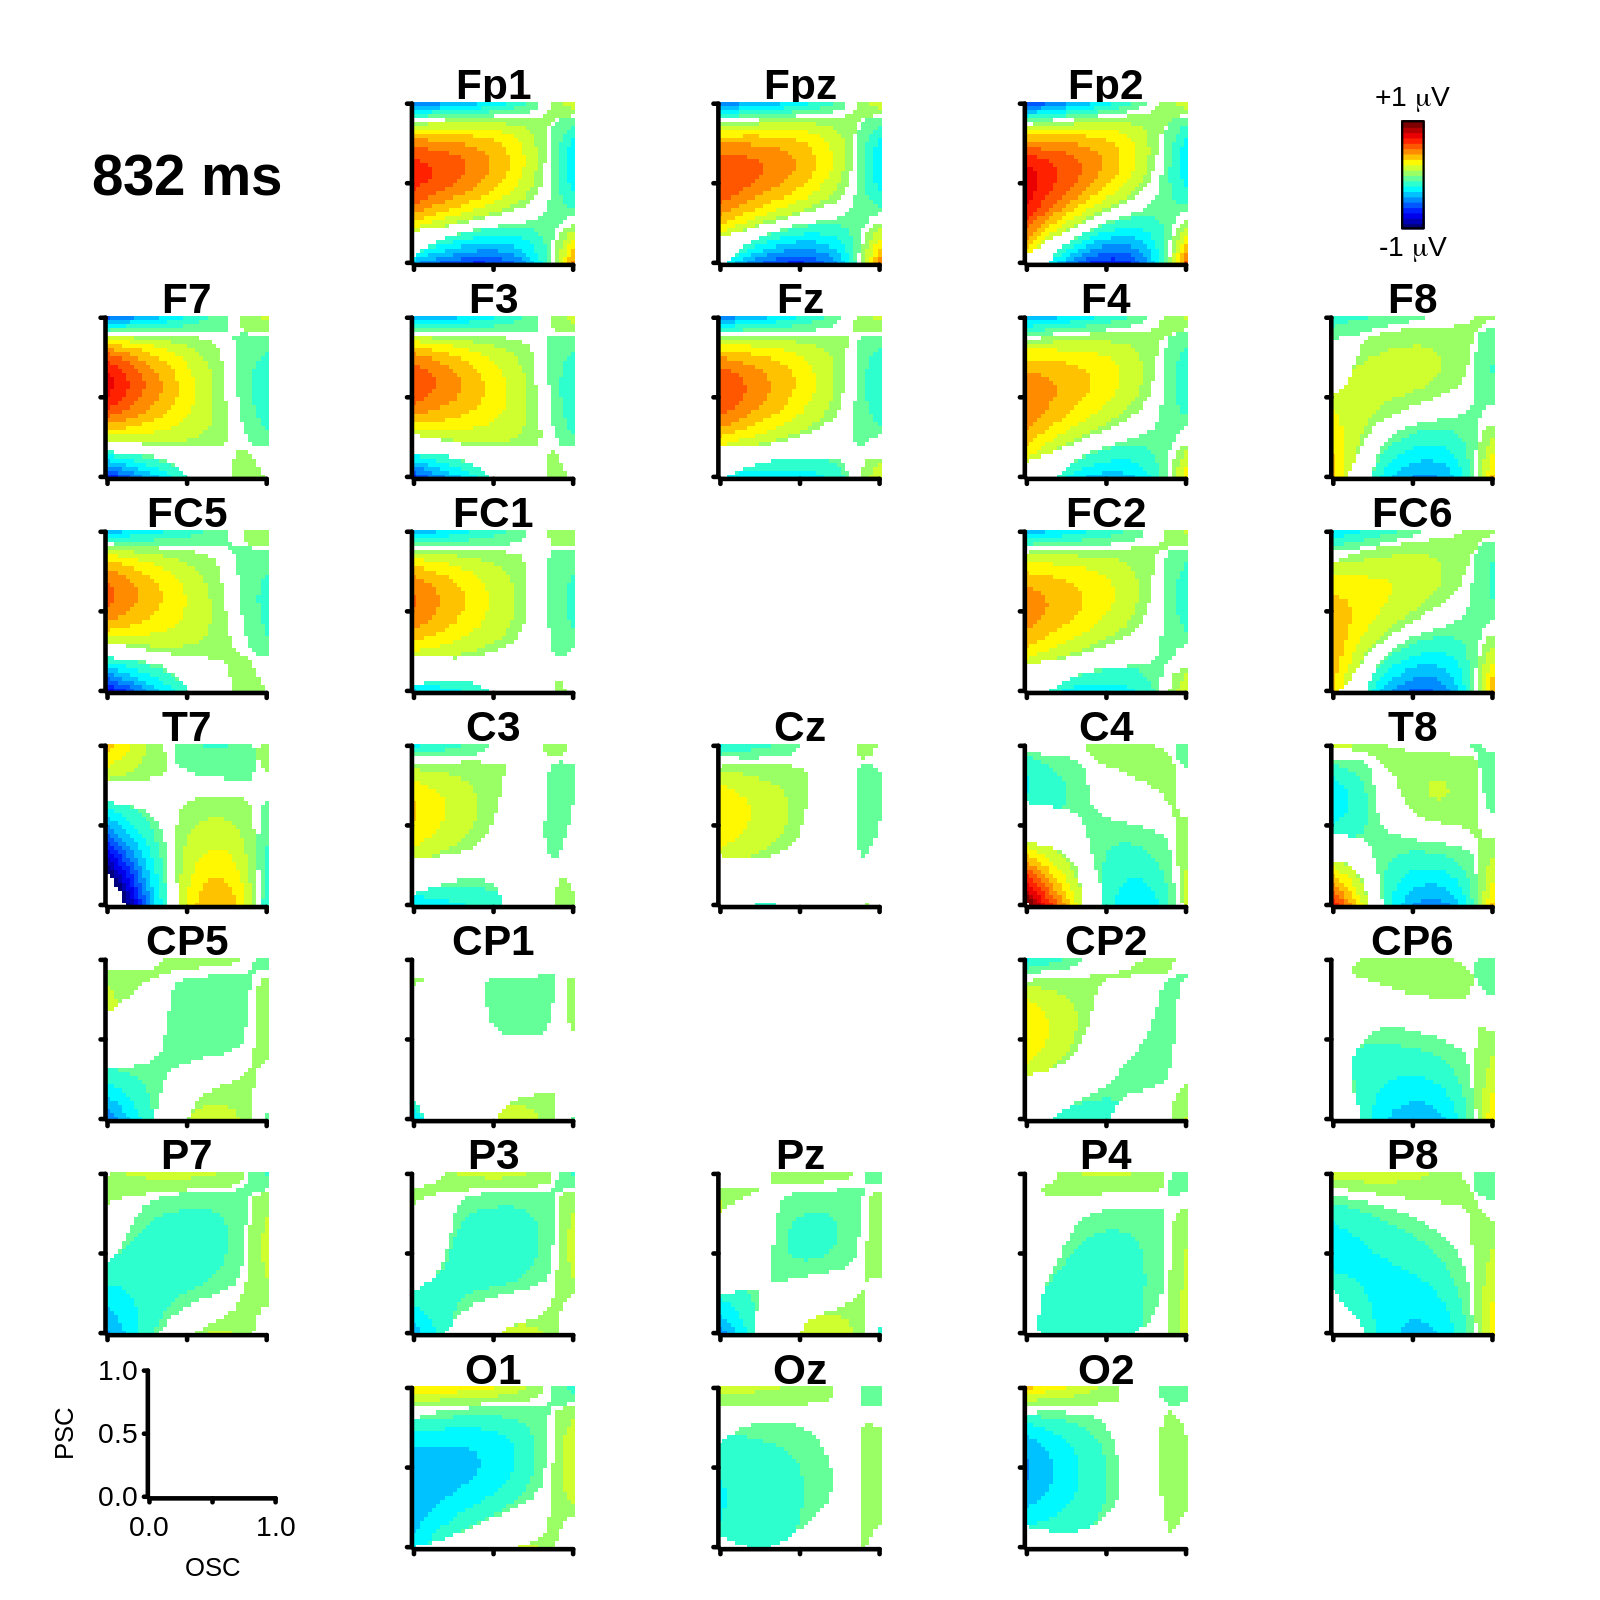 Fp1 Fpz Fp2
+1 μV
832 ms
-1 μV
F7 F3 Fz F4 F8
FC5 FC1 FC2 FC6
T7 C3 Cz C4 T8
CP5 CP1 CP2 CP6
P7 P3 Pz P4 P8
O1 Oz O2
1.0
PSC
0.5
0.0
0.0 1.0
OSC